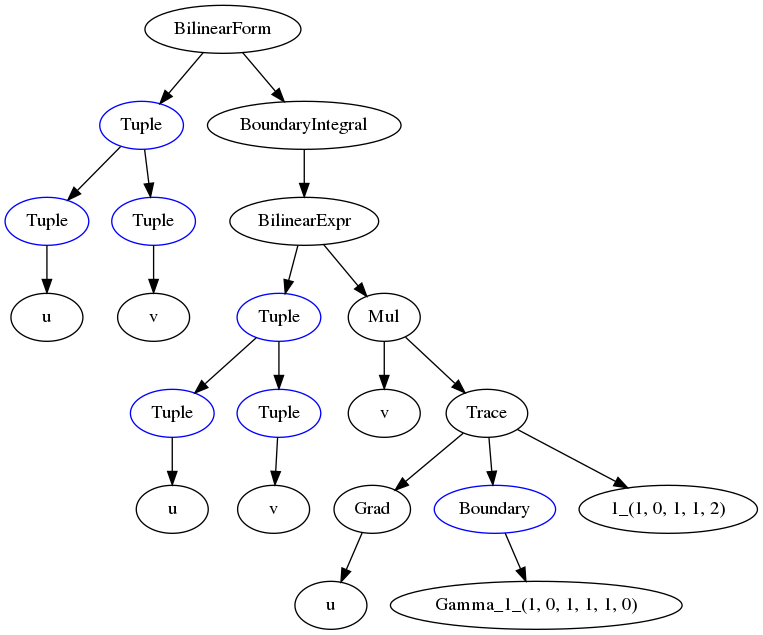 BilinearForm
Tuple
BoundaryIntegral
Tuple
Tuple
BilinearExpr
u
v
Tuple
Mul
Tuple
Tuple
v
Trace
u
v
Grad
Boundary
1_(1, 0, 1, 1, 2)
u
Gamma_1_(1, 0, 1, 1, 1, 0)